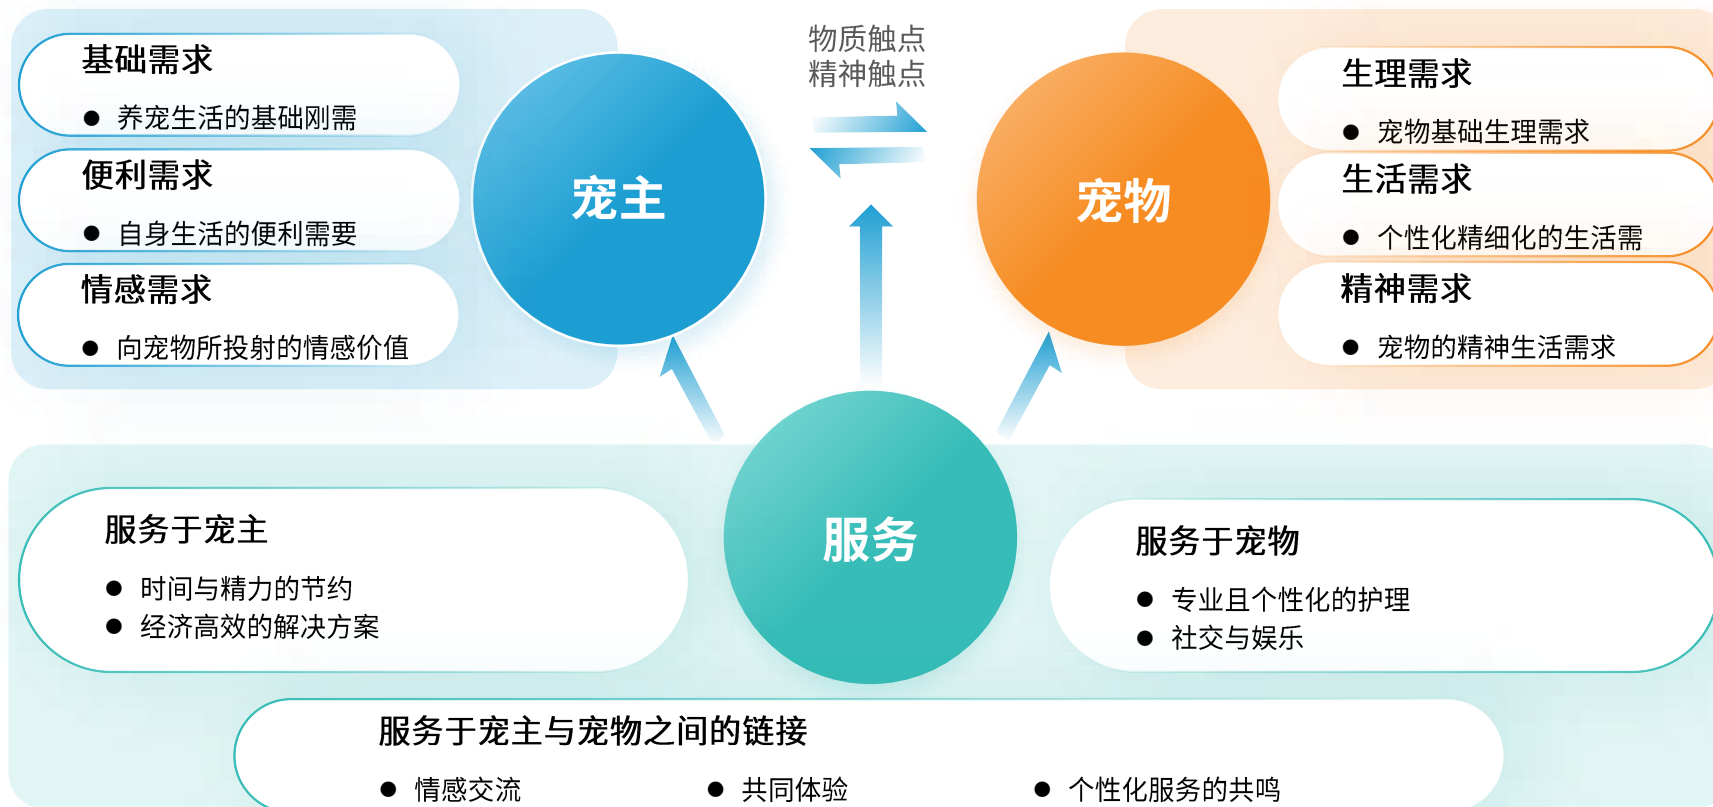 基础需求
● 养宠生活的基础刚需
便利需求
● 自身生活的便利需要
情感需求
● 向宠物所投射的情感价值
宠主
物质触点
精神触点
宠物
生理需求
● 宠物基础生理需求
生活需求
● 个性化精细化的生活需
精神需求
● 宠物的精神生活需求
服务
服务于宠主
● 时间与精力的节约
● 经济高效的解决方案
服务于宠物
● 专业且个性化的护理
● 社交与娱乐
服务于宠主与宠物之间的链接
● 情感交流 ● 共同体验 ● 个性化服务的共鸣